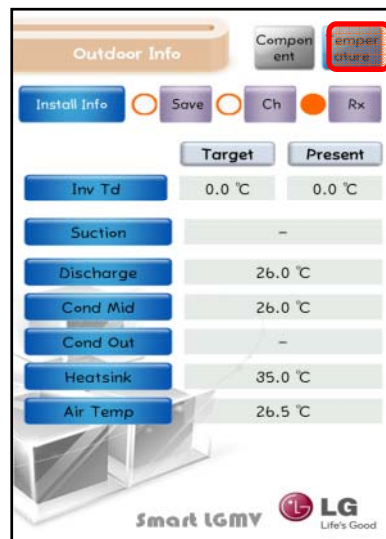 Outdoor Info
Compon
ent
Temper
ature
Install Info
Save
Ch
Rx
Target
Present
Inv Td
0.0 ℃
0.0 ℃
Suction
–
Discharge
26.0 ℃
Cond Mid
26.0 ℃
Cond Out
–
Heatsink
35.0 ℃
Air Temp
26.5 ℃
Smart LGMV
LG
Life's Good